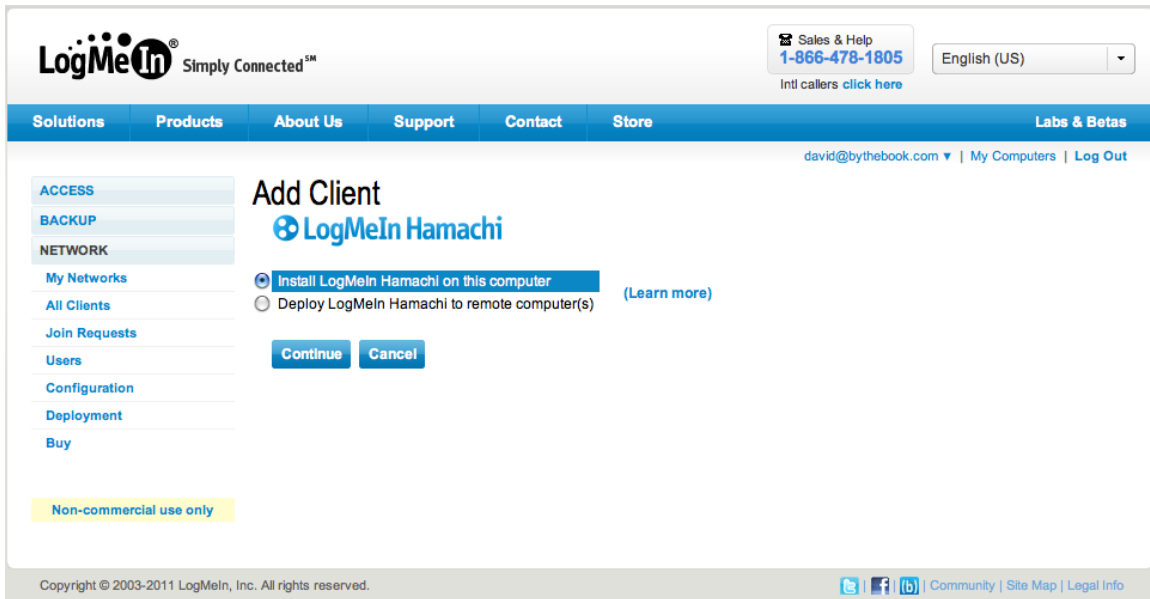 LogMeIn® Simply Connected℠
Sales & Help
1-866-478-1805
Intl callers click here
English (US)
Solutions Products About Us Support Contact Store Labs & Betas
david@bythebook.com ▼ | My Computers | Log Out
ACCESS
BACKUP
NETWORK
My Networks
All Clients
Join Requests
Users
Configuration
Deployment
Buy
Non-commercial use only
Add Client
LogMeIn Hamachi
Install LogMeIn Hamachi on this computer
Deploy LogMeIn Hamachi to remote computer(s)
(Learn more)
Continue Cancel
Copyright © 2003-2011 LogMeIn, Inc. All rights reserved.
| f | (b) | Community | Site Map | Legal Info